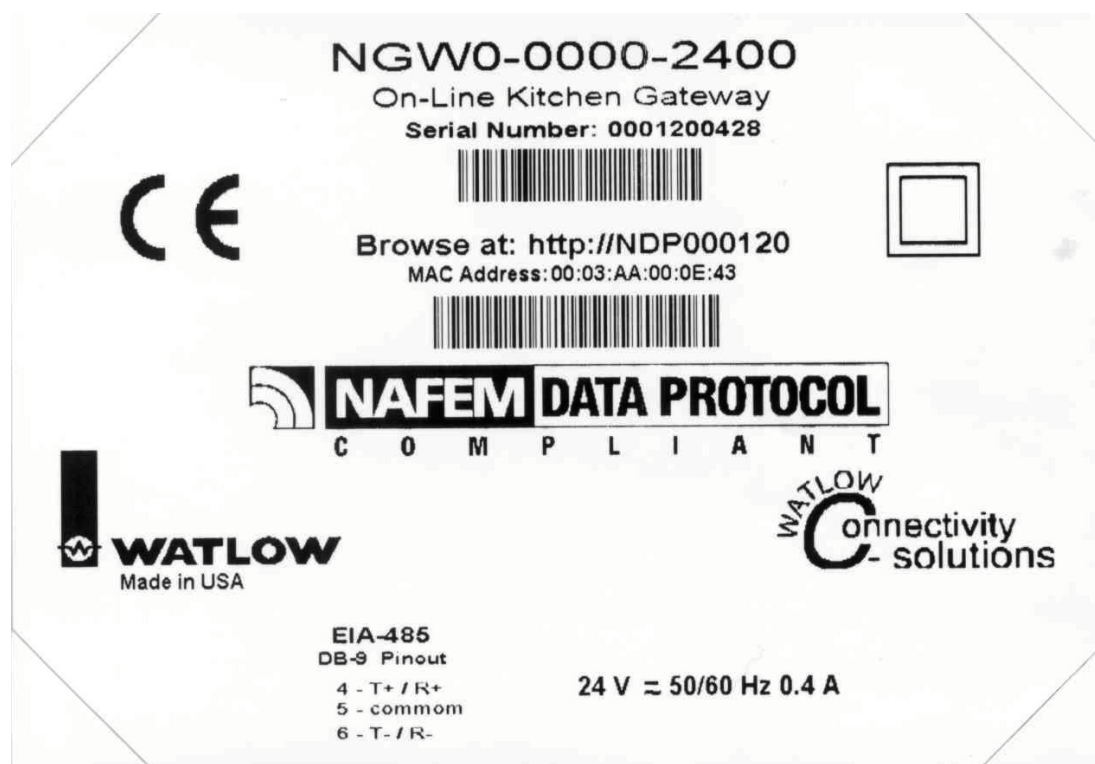 NGW0-0000-2400
On-Line Kitchen Gateway
Serial Number: 0001200428
CE
Browse at: http://NDP000120
MAC Address:00:03:AA:00:0E:43
NAFEM DATA PROTOCOL
COMPLIANT
WATLOW
Made in USA
WATLOW
Connectivity
- solutions
EIA-485
DB-9 Pinout
4 - T+ / R+
5 - commom
6 - T- / R-
24 V ⎓ 50/60 Hz 0.4 A